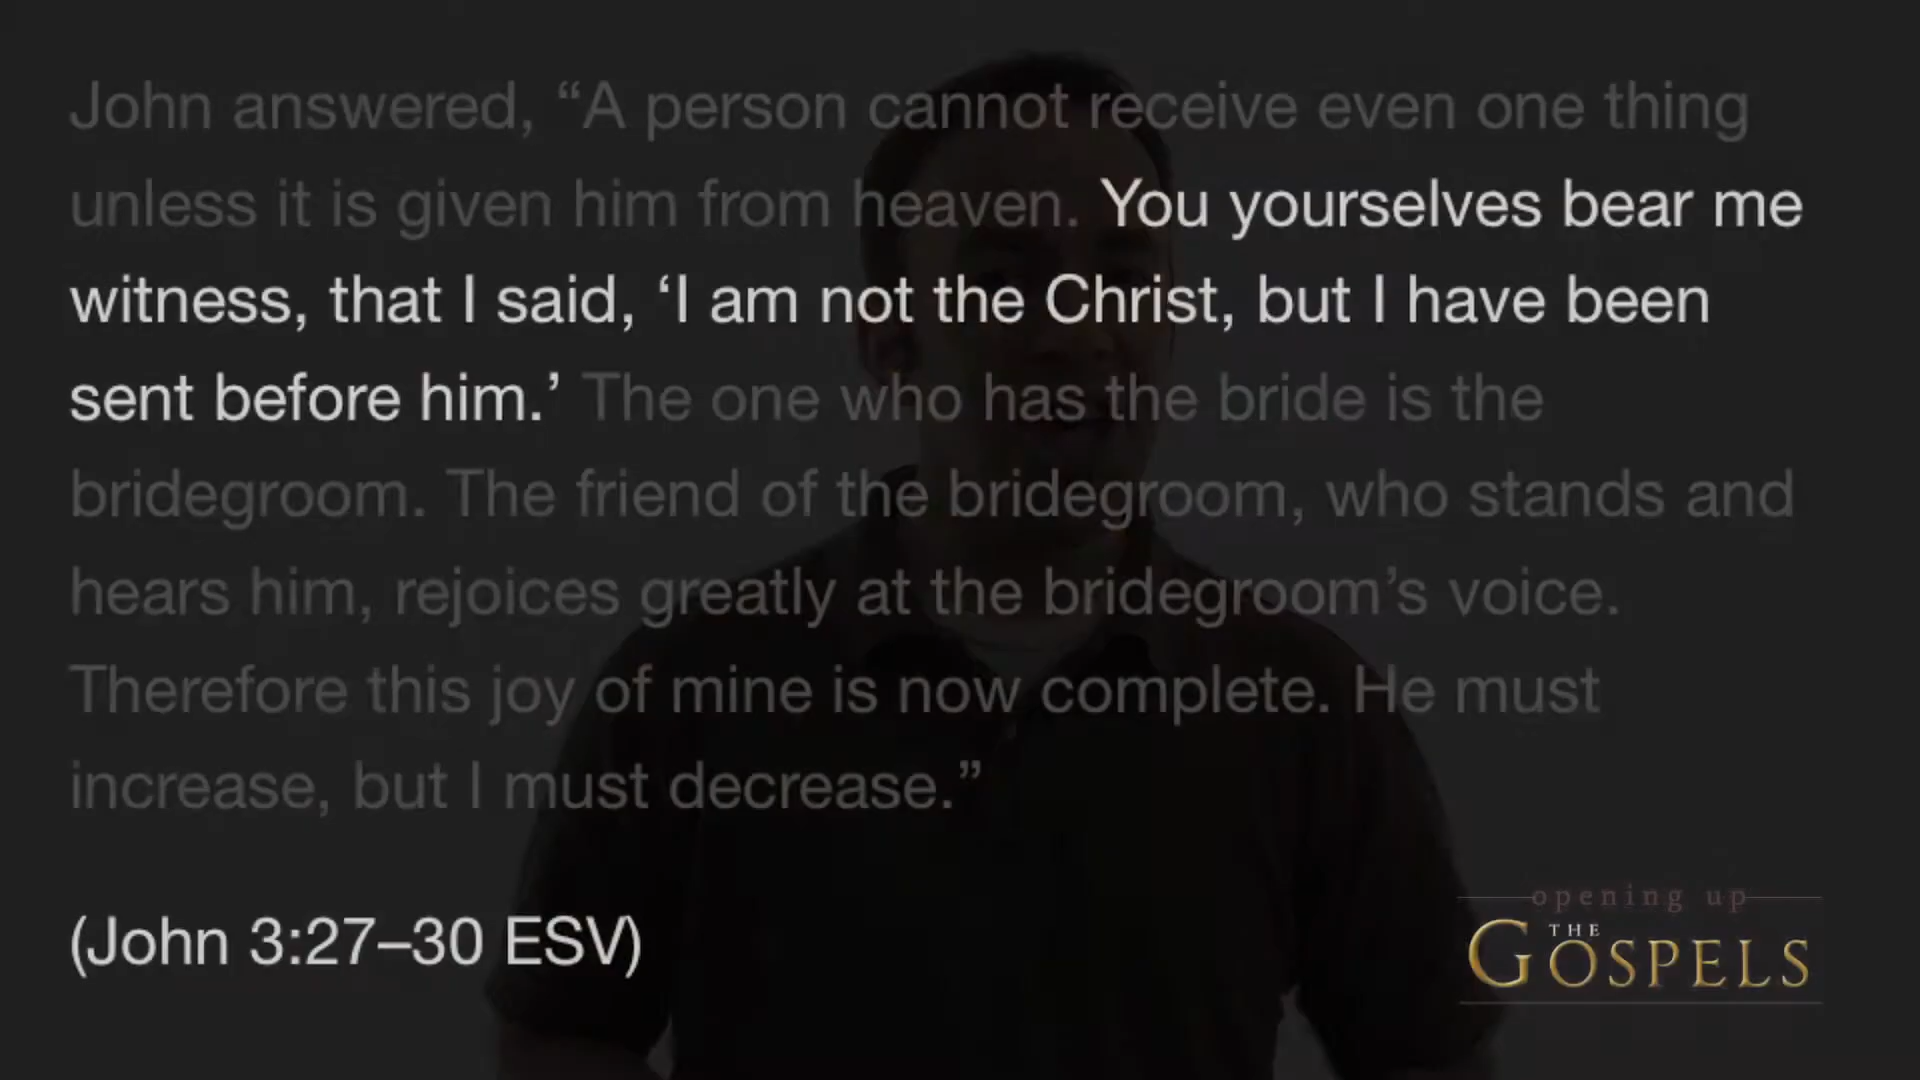 John answered, “A person cannot receive even one thing
unless it is given him from heaven. You yourselves bear me
witness, that I said, ‘I am not the Christ, but I have been
sent before him.’ The one who has the bride is the
bridegroom. The friend of the bridegroom, who stands and
hears him, rejoices greatly at the bridegroom’s voice.
Therefore this joy of mine is now complete. He must
increase, but I must decrease.”
(John 3:27–30 ESV)
opening up
THE
GOSPELS